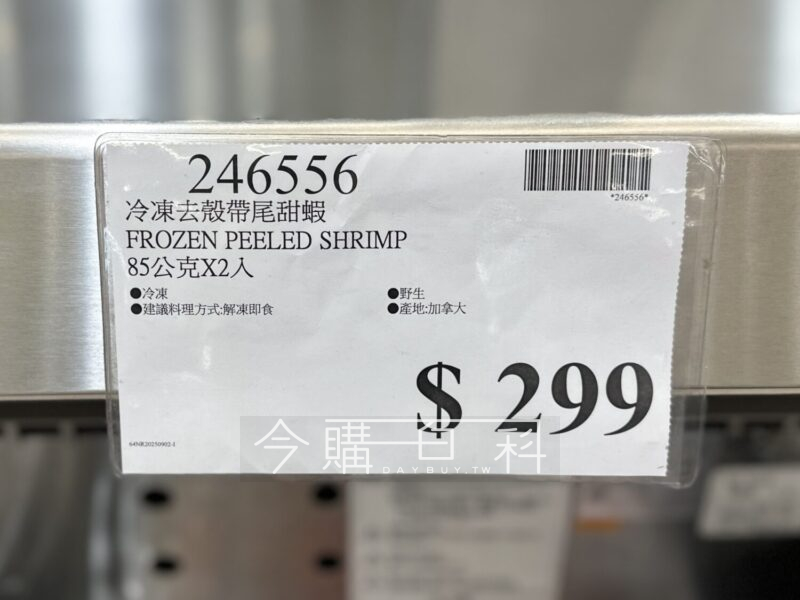 246556
*246556*
冷凍去殼帶尾甜蝦
FROZEN PEELED SHRIMP
85公克X2入
●冷凍 ●野生
●建議料理方式:解凍即食 ●產地:加拿大
$ 299
今購百科
DAYBUY.TW
64NR20250902-1